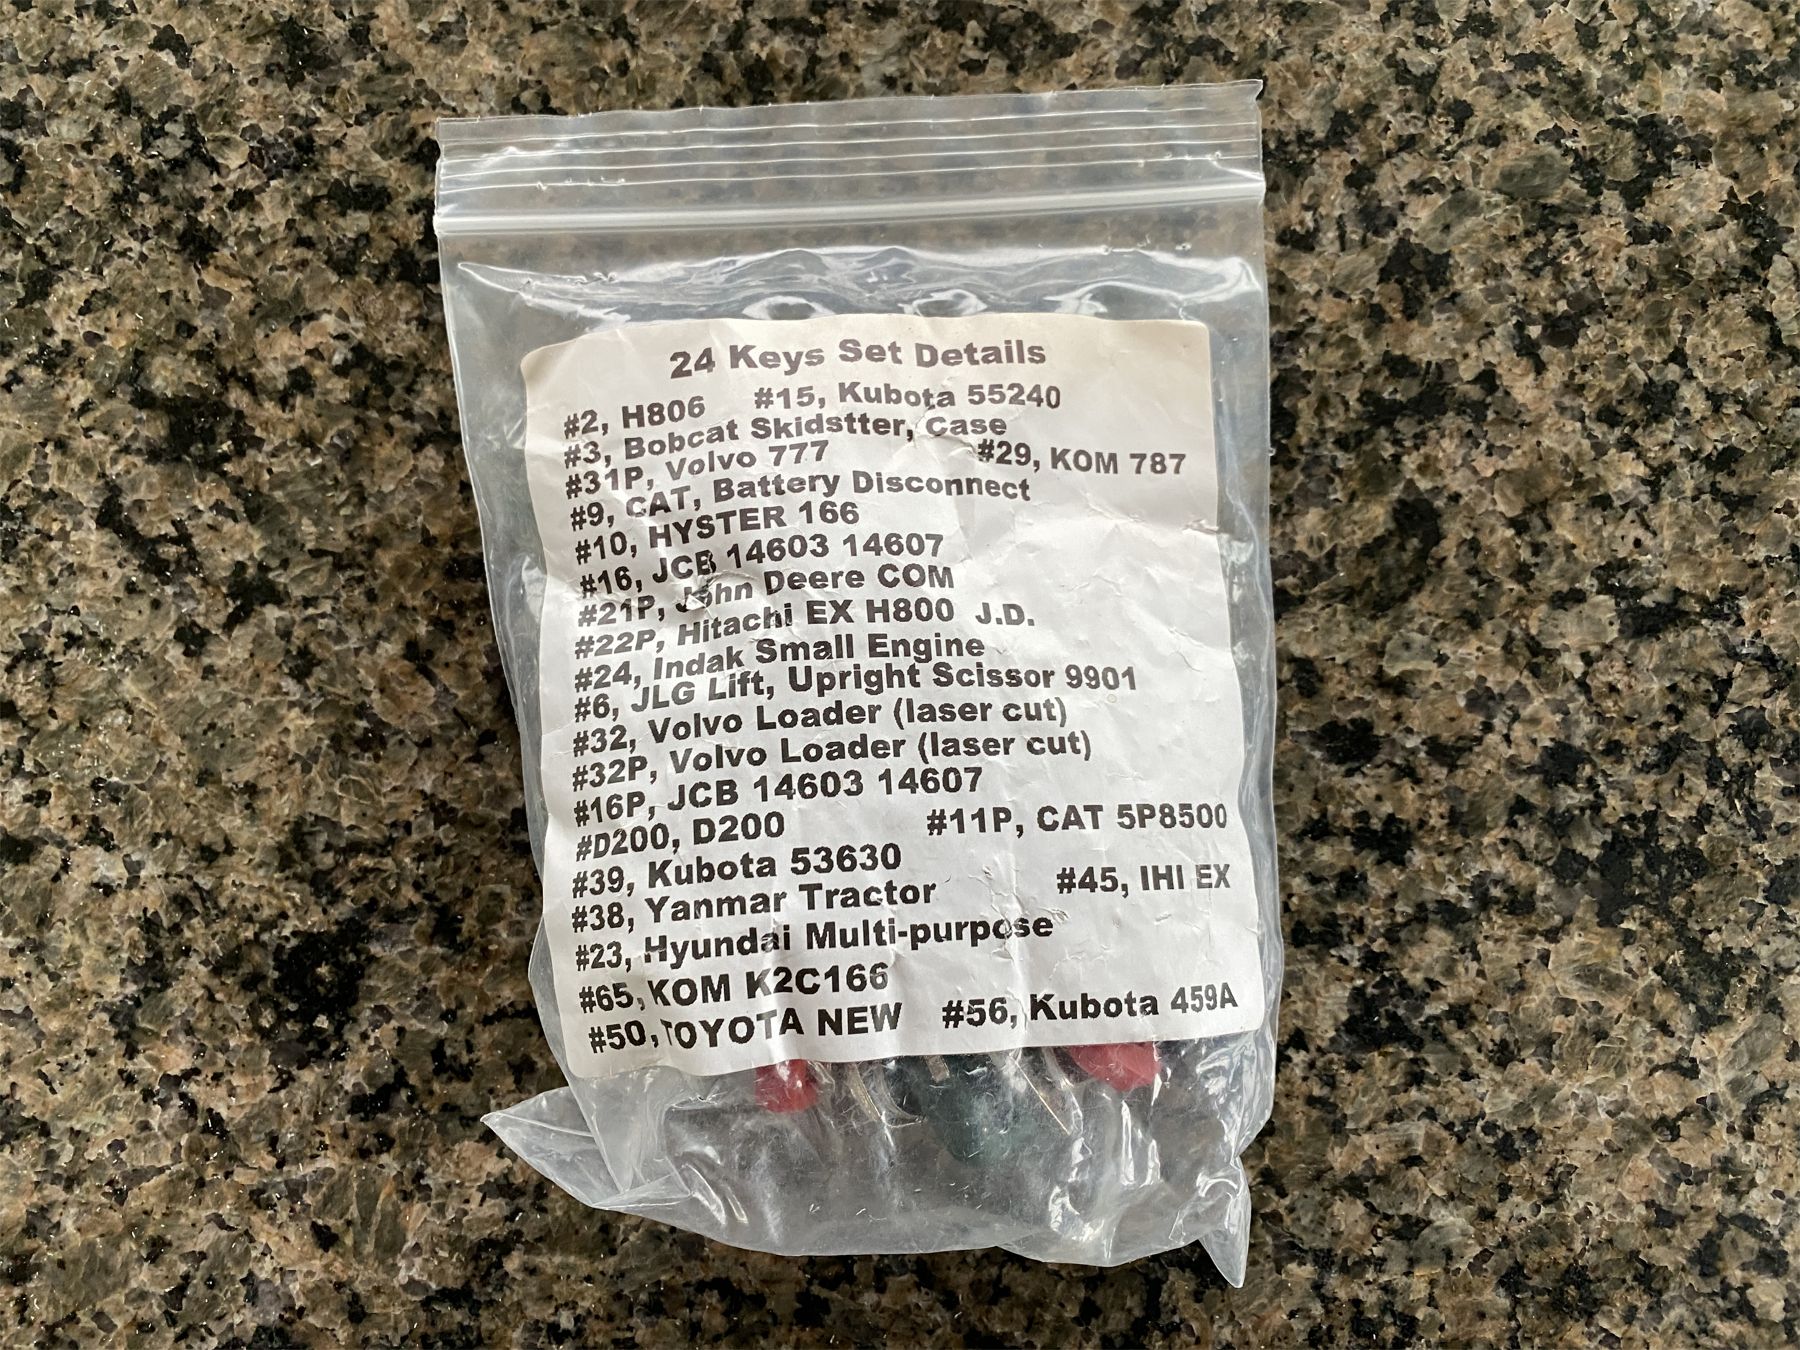 24 Keys Set Details
#2, H806 #15, Kubota 55240
#3, Bobcat Skidstter, Case
#31P, Volvo 777 #29, KOM 787
#9, CAT, Battery Disconnect
#10, HYSTER 166
#16, JCB 14603 14607
#21P, John Deere COM
#22P, Hitachi EX H800 J.D.
#24, Indak Small Engine
#6, JLG Lift, Upright Scissor 9901
#32, Volvo Loader (laser cut)
#32P, Volvo Loader (laser cut)
#16P, JCB 14603 14607
#D200, D200 #11P, CAT 5P8500
#39, Kubota 53630
#38, Yanmar Tractor #45, IHI EX
#23, Hyundai Multi-purpose
#65, KOM K2C166
#50, TOYOTA NEW #56, Kubota 459A